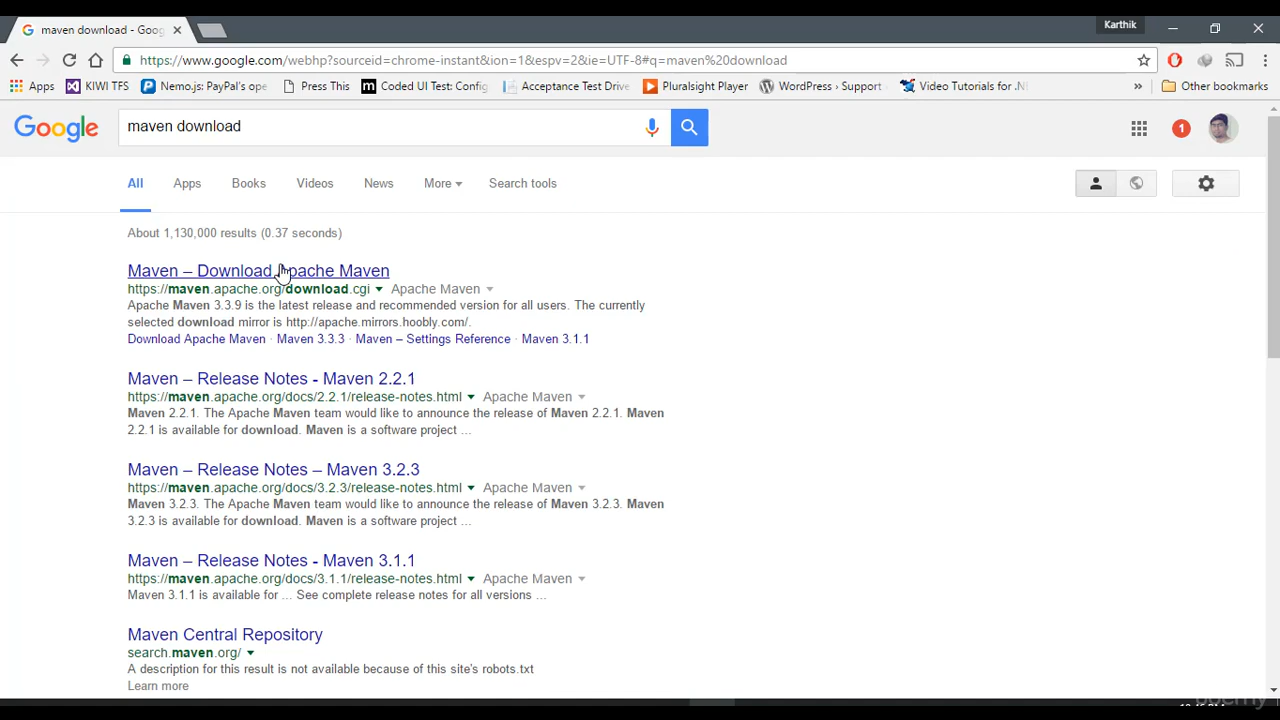 maven download - Goo
Karthik
https://www.google.com/webhp?sourceid=chrome-instant&ion=1&espv=2&ie=UTF-8#q=maven%20download
Apps KIWI TFS Nemo.js: PayPal's ope Press This Coded UI Test: Config Acceptance Test Drive Pluralsight Player WordPress › Support Video Tutorials for .N » Other bookmarks
Google maven download 1
All Apps Books Videos News More Search tools
About 1,130,000 results (0.37 seconds)
Maven – Download Apache Maven
https://maven.apache.org/download.cgi Apache Maven
Apache Maven 3.3.9 is the latest release and recommended version for all users. The currently
selected download mirror is http://apache.mirrors.hoobly.com/.
Download Apache Maven · Maven 3.3.3 · Maven – Settings Reference · Maven 3.1.1
Maven – Release Notes - Maven 2.2.1
https://maven.apache.org/docs/2.2.1/release-notes.html Apache Maven
Maven 2.2.1. The Apache Maven team would like to announce the release of Maven 2.2.1. Maven
2.2.1 is available for download. Maven is a software project ...
Maven – Release Notes – Maven 3.2.3
https://maven.apache.org/docs/3.2.3/release-notes.html Apache Maven
Maven 3.2.3. The Apache Maven team would like to announce the release of Maven 3.2.3. Maven
3.2.3 is available for download. Maven is a software project ...
Maven – Release Notes - Maven 3.1.1
https://maven.apache.org/docs/3.1.1/release-notes.html Apache Maven
Maven 3.1.1 is available for ... See complete release notes for all versions ...
Maven Central Repository
search.maven.org/
A description for this result is not available because of this site's robots.txt
Learn more